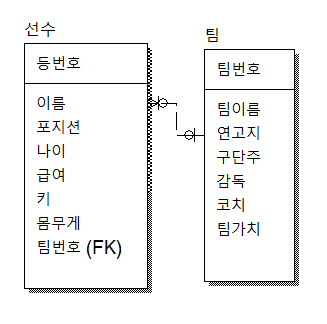 선수
등번호
이름
포지션
나이
급여
키
몸무게
팀번호 (FK)
팀
팀번호
팀이름
연고지
구단주
감독
코치
팀가치